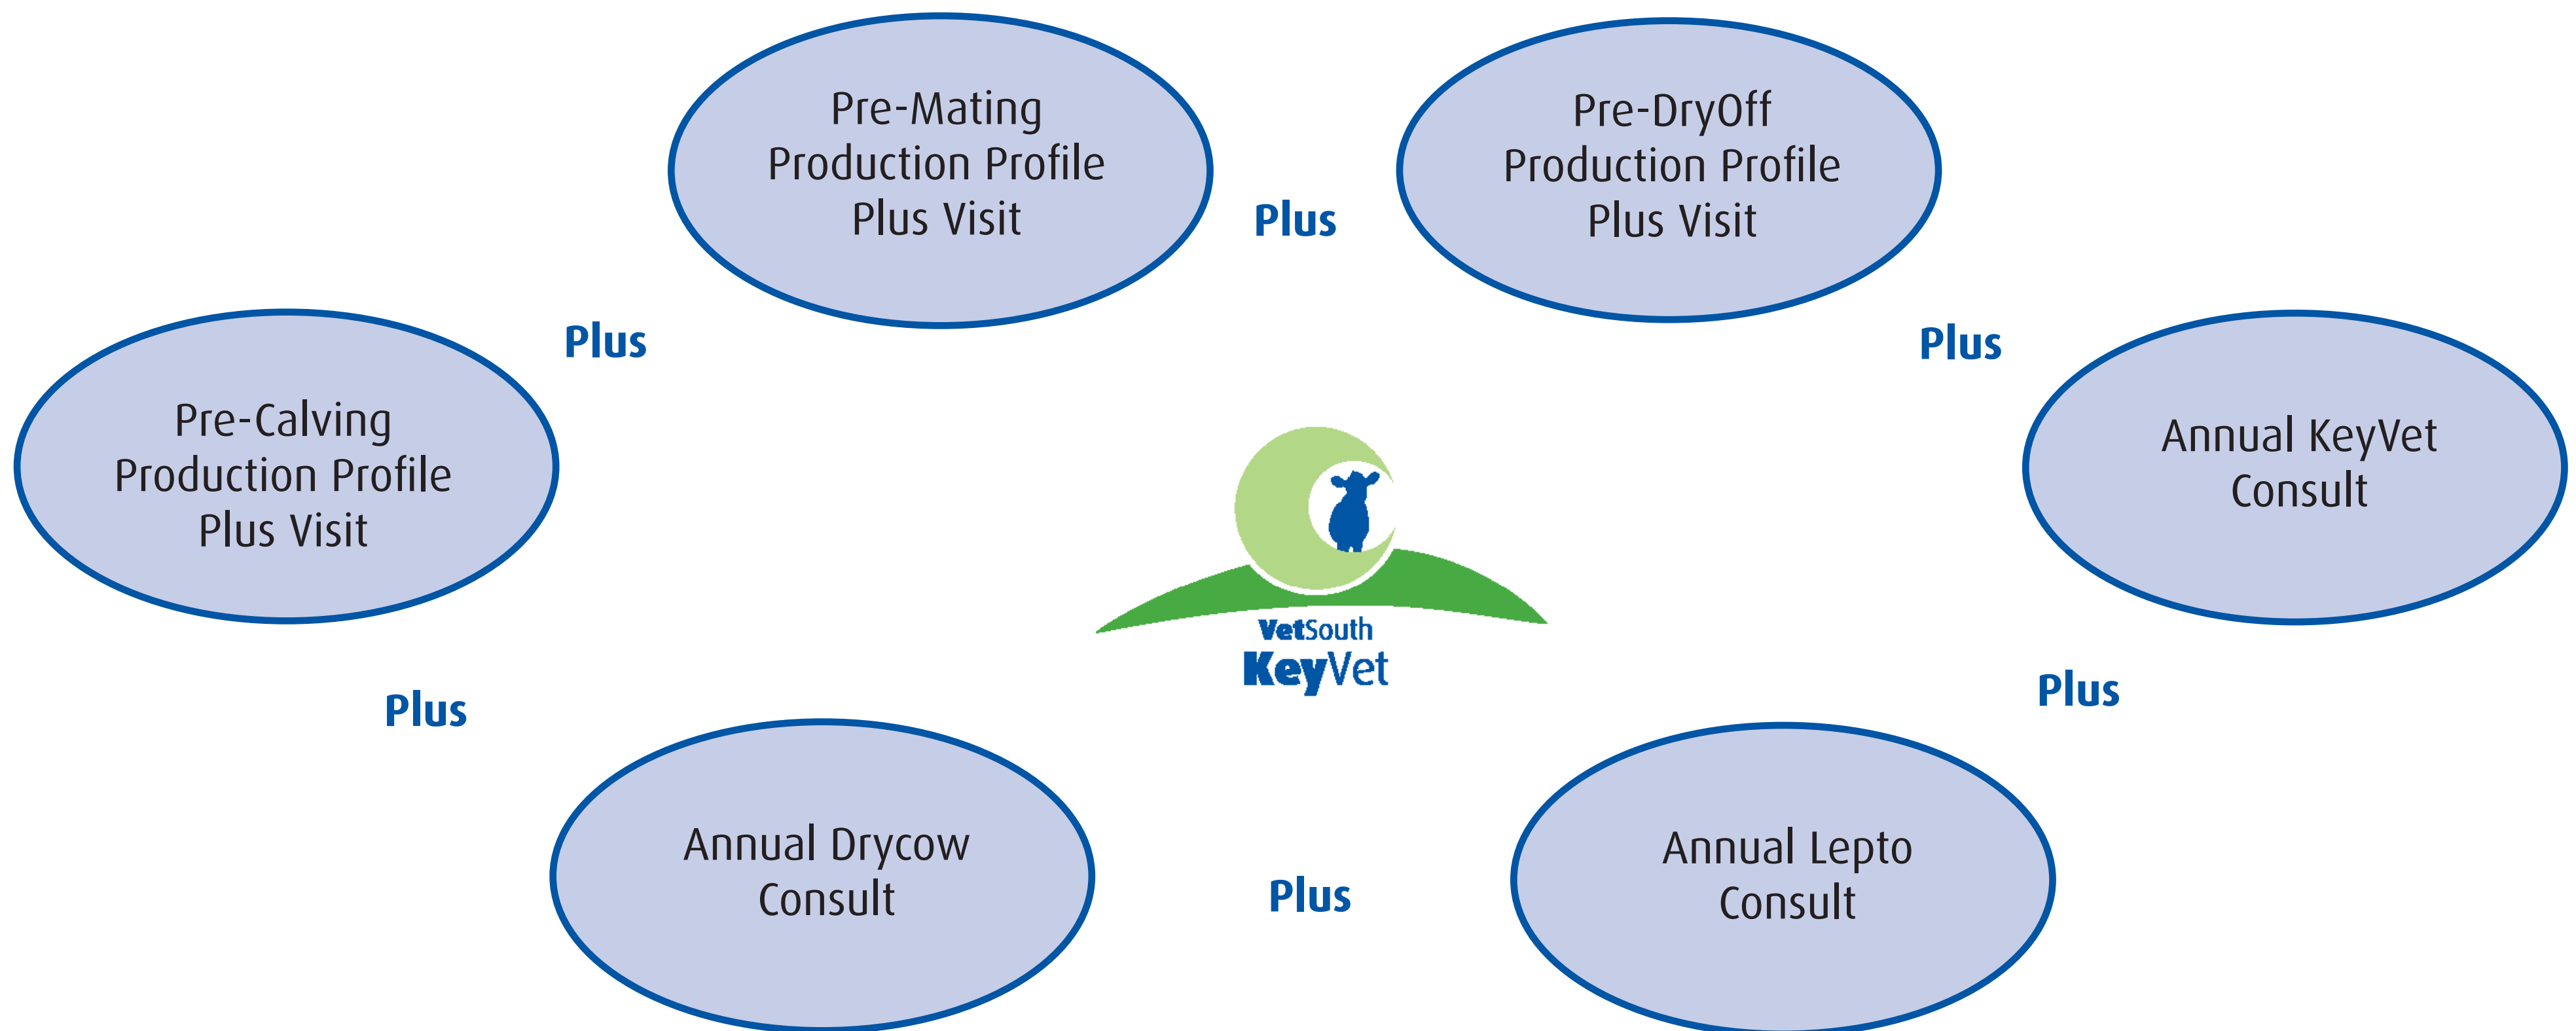 Pre-Mating
Production Profile
Plus Visit
Plus
Pre-DryOff
Production Profile
Plus Visit
Plus
Plus
Pre-Calving
Production Profile
Plus Visit
Annual KeyVet
Consult
VetSouth
KeyVet
Plus
Plus
Annual Drycow
Consult
Plus
Annual Lepto
Consult